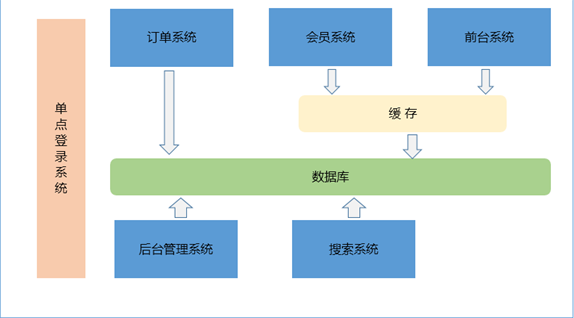 单点登录系统
订单系统
会员系统
前台系统
缓 存
数据库
后台管理系统
搜索系统